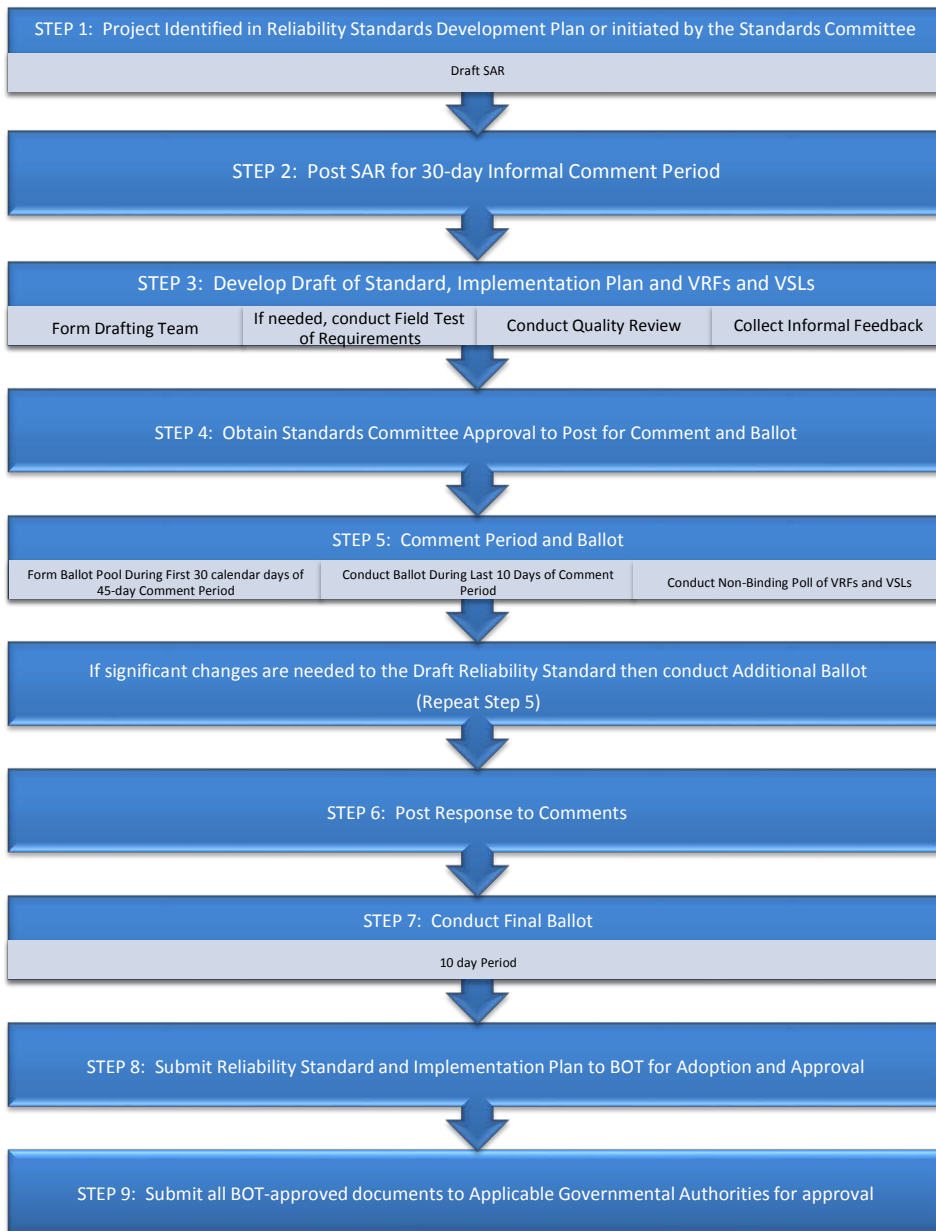 STEP 1: Project Identified in Reliability Standards Development Plan or initiated by the Standards Committee
Draft SAR
STEP 2: Post SAR for 30-day Informal Comment Period
STEP 3: Develop Draft of Standard, Implementation Plan and VRFs and VSLs
Form Drafting Team
If needed, conduct Field Test
of Requirements
Conduct Quality Review
Collect Informal Feedback
STEP 4: Obtain Standards Committee Approval to Post for Comment and Ballot
STEP 5: Comment Period and Ballot
Form Ballot Pool During First 30 calendar days of
45-day Comment Period
Conduct Ballot During Last 10 Days of Comment
Period
Conduct Non-Binding Poll of VRFs and VSLs
If significant changes are needed to the Draft Reliability Standard then conduct Additional Ballot
(Repeat Step 5)
STEP 6: Post Response to Comments
STEP 7: Conduct Final Ballot
10 day Period
STEP 8: Submit Reliability Standard and Implementation Plan to BOT for Adoption and Approval
STEP 9: Submit all BOT-approved documents to Applicable Governmental Authorities for approval